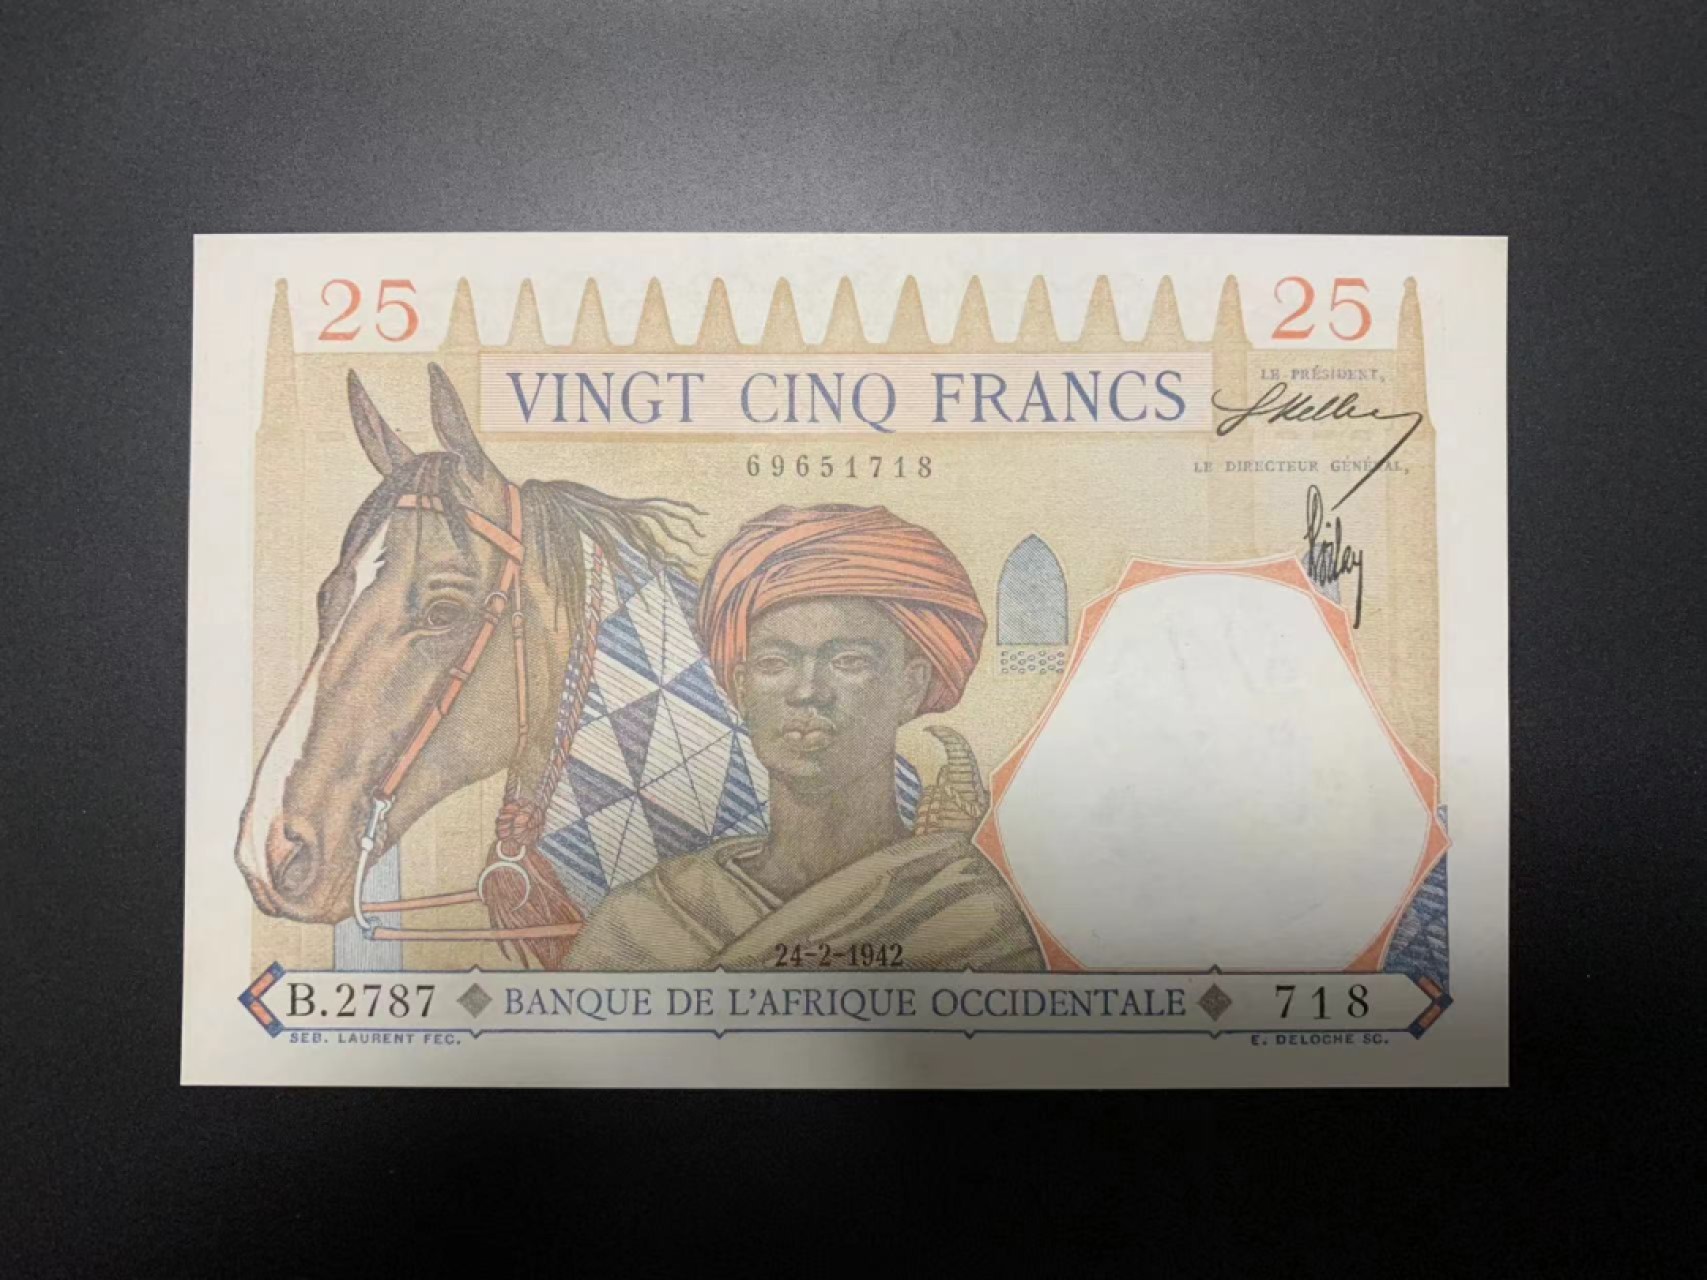 25 25
VINGT CINQ FRANCS
LE PRÉSIDENT,
69651718
LE DIRECTEUR GÉNÉRAL,
24-2-1942
B.2787 BANQUE DE L'AFRIQUE OCCIDENTALE 718
SEB. LAURENT FEC. E. DELOCHE SC.